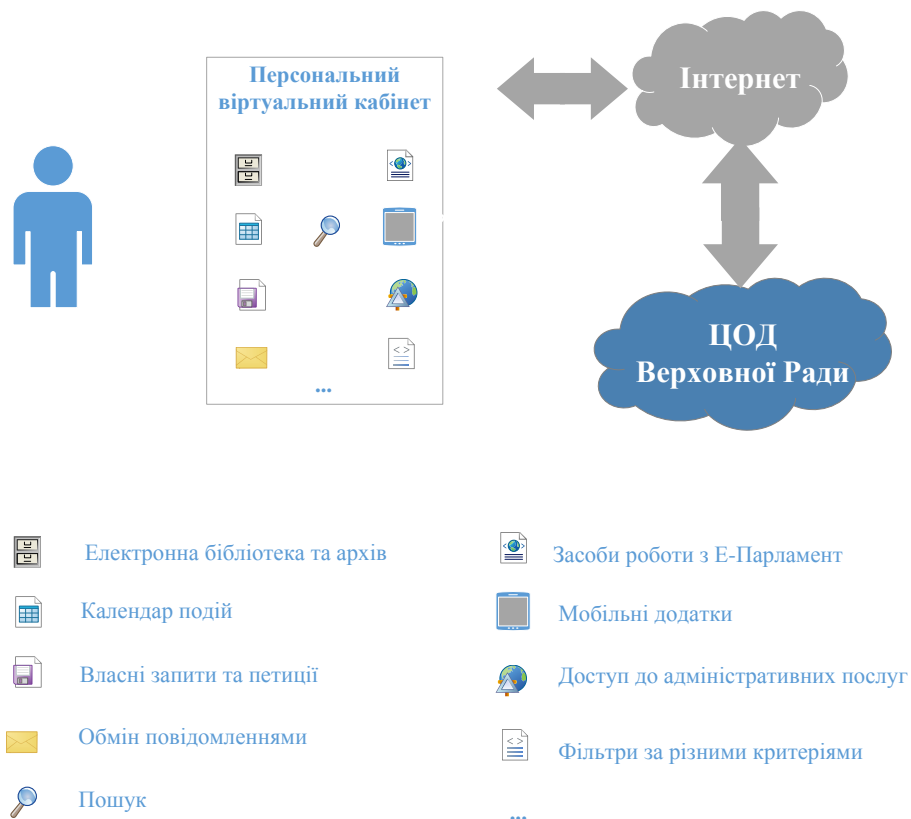 Персональний
віртуальний кабінет
...
Інтернет
ЦОД
Верховної Ради
Електронна бібліотека та архів
Календар подій
Власні запити та петиції
Обмін повідомленнями
Пошук
Засоби роботи з Е-Парламент
Мобільні додатки
Доступ до адміністративних послуг
Фільтри за різними критеріями
...